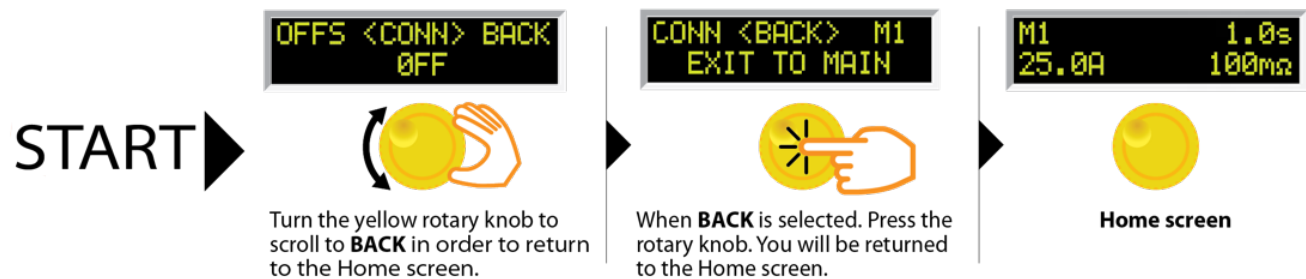 START
OFFS <CONN> BACK
OFF
Turn the yellow rotary knob to
scroll to BACK in order to return
to the Home screen.
CONN <BACK> M1
EXIT TO MAIN
When BACK is selected. Press the
rotary knob. You will be returned
to the Home screen.
M1 1.0s
25.0A 100mΩ
Home screen